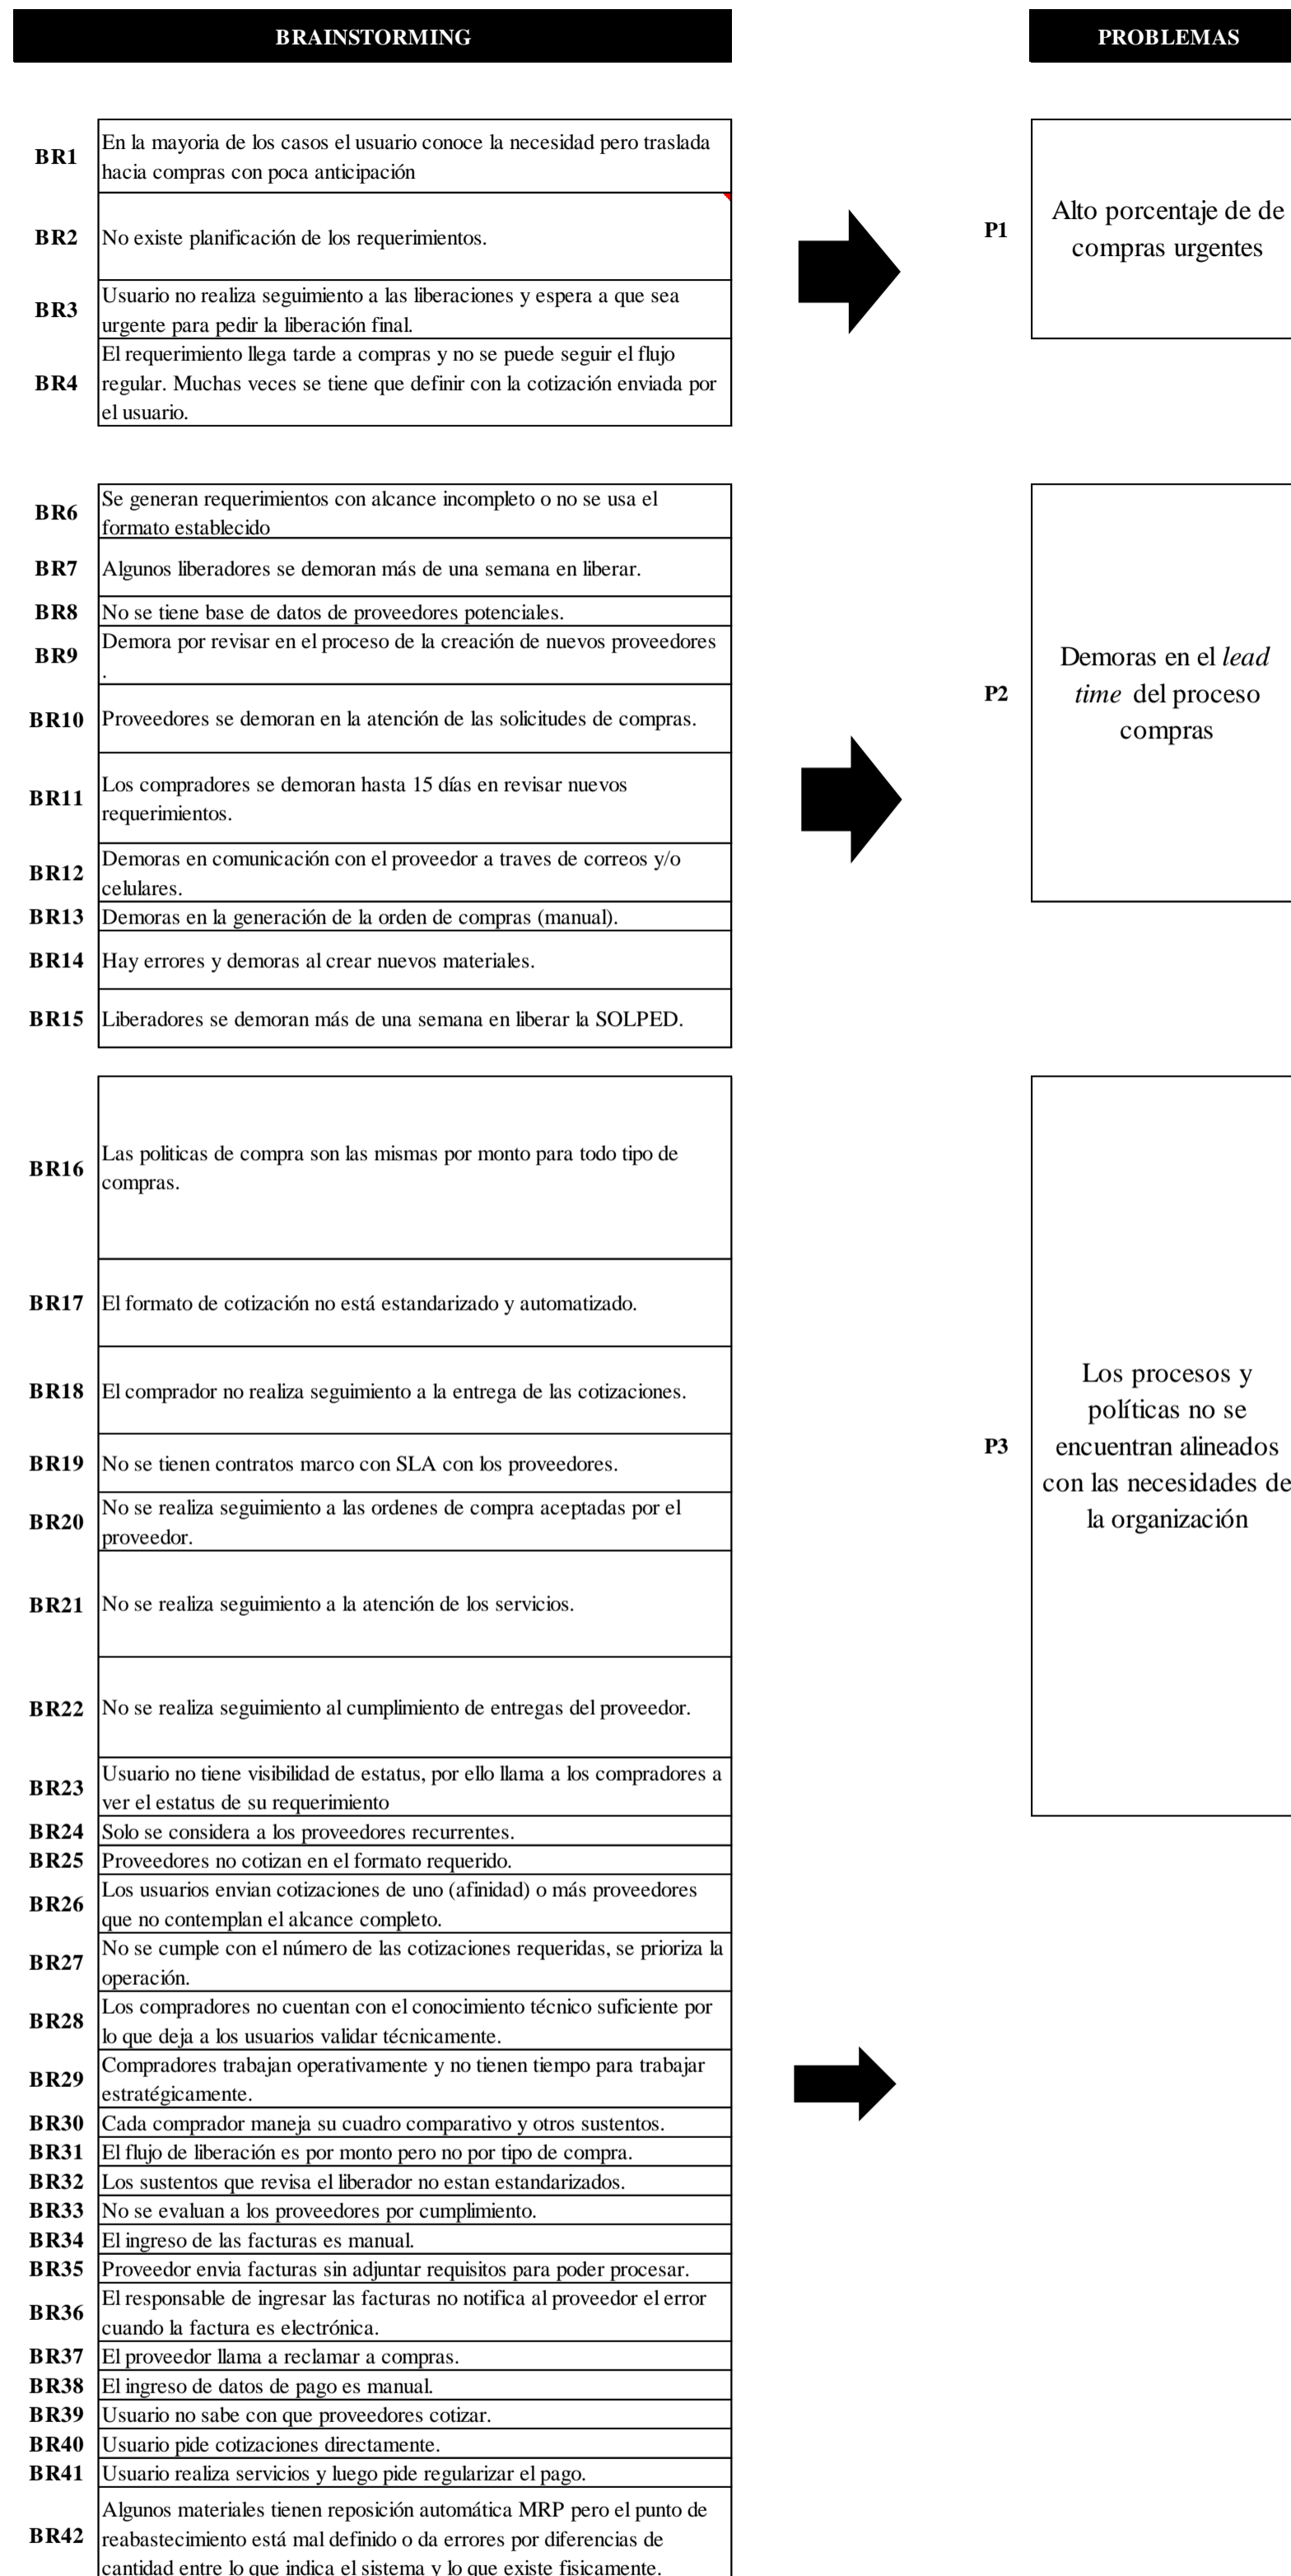 BRAINSTORMING
PROBLEMAS
BR1
En la mayoria de los casos el usuario conoce la necesidad pero traslada
hacia compras con poca anticipación
BR2
No existe planificación de los requerimientos.
BR3
Usuario no realiza seguimiento a las liberaciones y espera a que sea
urgente para pedir la liberación final.
BR4
El requerimiento llega tarde a compras y no se puede seguir el flujo
regular. Muchas veces se tiene que definir con la cotización enviada por
el usuario.
P1
Alto porcentaje de de
compras urgentes
BR6
Se generan requerimientos con alcance incompleto o no se usa el
formato establecido
BR7
Algunos liberadores se demoran más de una semana en liberar.
BR8
No se tiene base de datos de proveedores potenciales.
BR9
Demora por revisar en el proceso de la creación de nuevos proveedores
.
BR10
Proveedores se demoran en la atención de las solicitudes de compras.
BR11
Los compradores se demoran hasta 15 días en revisar nuevos
requerimientos.
BR12
Demoras en comunicación con el proveedor a traves de correos y/o
celulares.
BR13
Demoras en la generación de la orden de compras (manual).
BR14
Hay errores y demoras al crear nuevos materiales.
BR15
Liberadores se demoran más de una semana en liberar la SOLPED.
P2
Demoras en el lead
time del proceso
compras
BR16
Las politicas de compra son las mismas por monto para todo tipo de
compras.
BR17
El formato de cotización no está estandarizado y automatizado.
BR18
El comprador no realiza seguimiento a la entrega de las cotizaciones.
BR19
No se tienen contratos marco con SLA con los proveedores.
BR20
No se realiza seguimiento a las ordenes de compra aceptadas por el
proveedor.
BR21
No se realiza seguimiento a la atención de los servicios.
BR22
No se realiza seguimiento al cumplimiento de entregas del proveedor.
BR23
Usuario no tiene visibilidad de estatus, por ello llama a los compradores a
ver el estatus de su requerimiento
BR24
Solo se considera a los proveedores recurrentes.
BR25
Proveedores no cotizan en el formato requerido.
BR26
Los usuarios envian cotizaciones de uno (afinidad) o más proveedores
que no contemplan el alcance completo.
BR27
No se cumple con el número de las cotizaciones requeridas, se prioriza la
operación.
BR28
Los compradores no cuentan con el conocimiento técnico suficiente por
lo que deja a los usuarios validar técnicamente.
BR29
Compradores trabajan operativamente y no tienen tiempo para trabajar
estratégicamente.
BR30
Cada comprador maneja su cuadro comparativo y otros sustentos.
BR31
El flujo de liberación es por monto pero no por tipo de compra.
BR32
Los sustentos que revisa el liberador no estan estandarizados.
BR33
No se evaluan a los proveedores por cumplimiento.
BR34
El ingreso de las facturas es manual.
BR35
Proveedor envia facturas sin adjuntar requisitos para poder procesar.
BR36
El responsable de ingresar las facturas no notifica al proveedor el error
cuando la factura es electrónica.
BR37
El proveedor llama a reclamar a compras.
BR38
El ingreso de datos de pago es manual.
BR39
Usuario no sabe con que proveedores cotizar.
BR40
Usuario pide cotizaciones directamente.
BR41
Usuario realiza servicios y luego pide regularizar el pago.
BR42
Algunos materiales tienen reposición automática MRP pero el punto de
reabastecimiento está mal definido o da errores por diferencias de
cantidad entre lo que indica el sistema y lo que existe fisicamente.
P3
Los procesos y
políticas no se
encuentran alineados
con las necesidades de
la organización